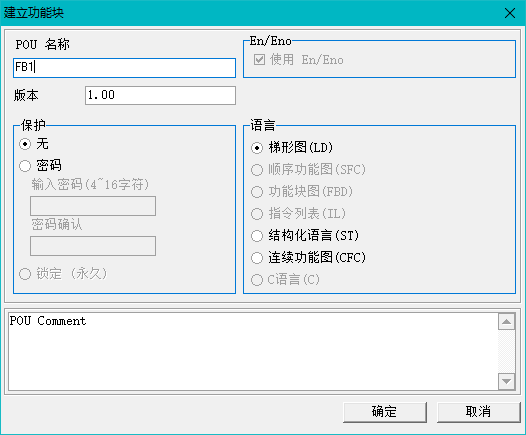 建立功能块
POU 名称
FB1
版本
1.00
En/Eno
使用 En/Eno
保护
无
密码
输入密码(4~16字符)
密码确认
锁定 (永久)
语言
梯形图(LD)
顺序功能图(SFC)
功能块图(FBD)
指令列表(IL)
结构化语言(ST)
连续功能图(CFC)
C语言(C)
POU Comment
确定
取消